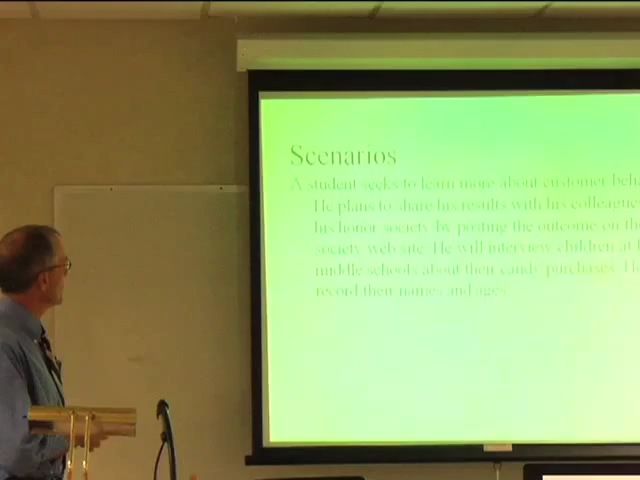 Scenarios
A student seeks to learn more about customer beha
He plans to share his results with his colleague
his honor society by posting the outcome on th
society web site. He will interview children at
middle schools about their candy purchases. H
record their names and ages.